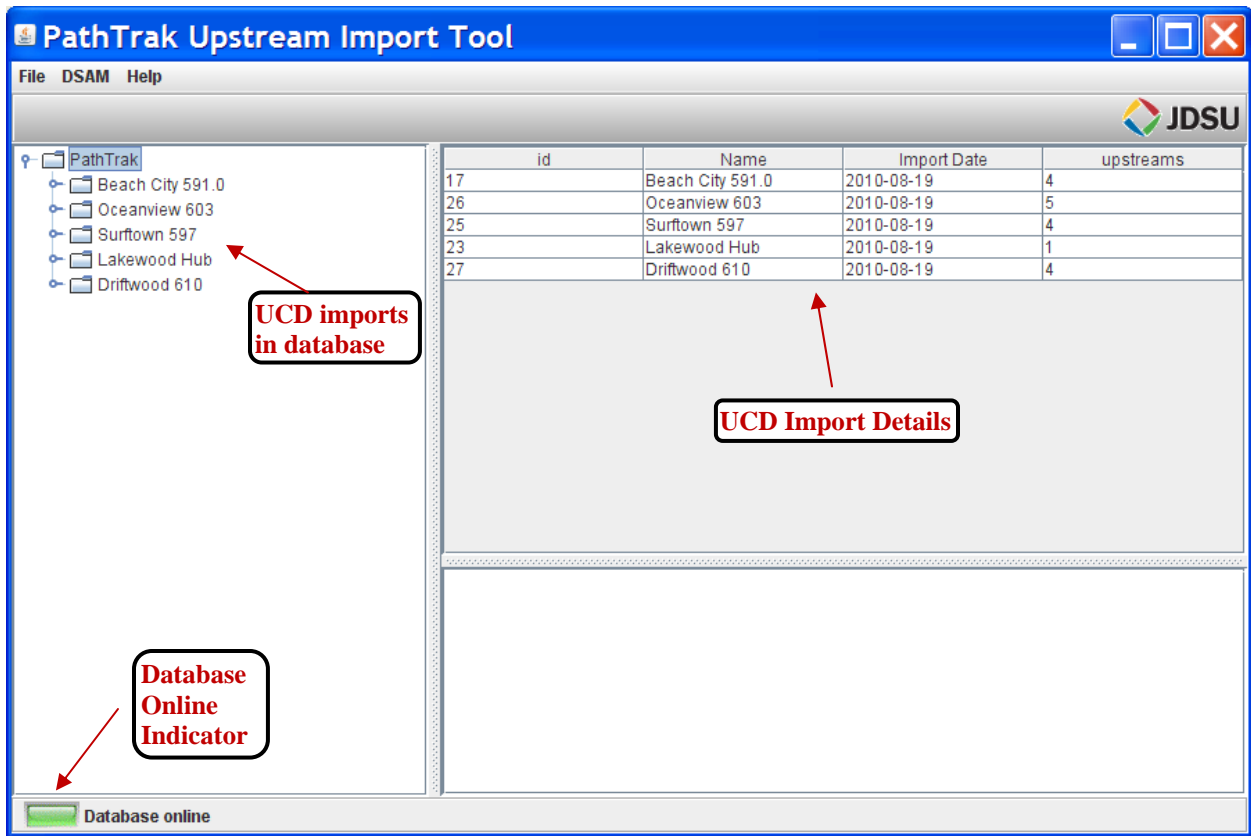 PathTrak Upstream Import Tool
File DSAM Help
JDSU
PathTrak
Beach City 591.0
Oceanview 603
Surftown 597
Lakewood Hub
Driftwood 610
UCD imports
in database
id Name Import Date upstreams
17 Beach City 591.0 2010-08-19 4
26 Oceanview 603 2010-08-19 5
25 Surftown 597 2010-08-19 4
23 Lakewood Hub 2010-08-19 1
27 Driftwood 610 2010-08-19 4
UCD Import Details
Database
Online
Indicator
Database online